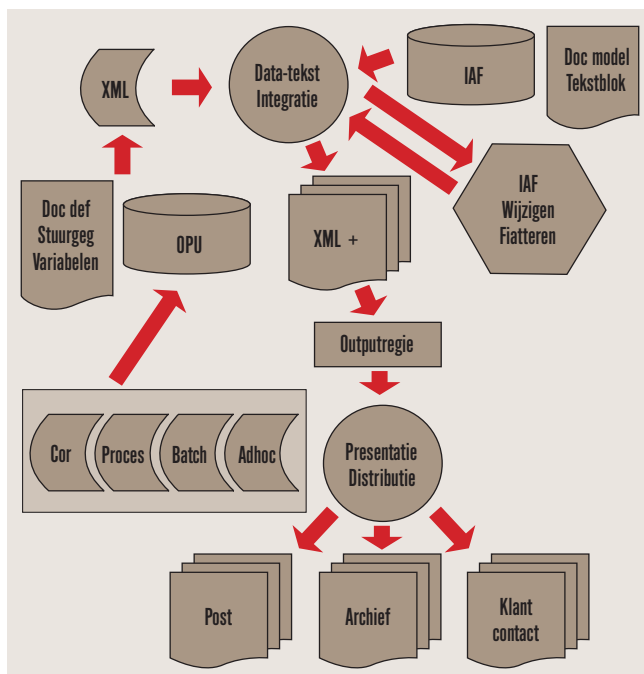 XML
Data-tekst
Integratie
IAF
Doc model
Tekstblok
Doc def
Stuurgeg
Variabelen
OPU
IAF
Wijzigen
Fiatteren
XML +
Outputregie
Cor
Proces
Batch
Adhoc
Presentatie
Distributie
Post
Archief
Klant
contact